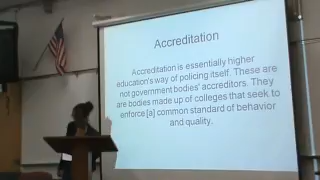 Accreditation
Accreditation is essentially higher
education's way of policing itself. These are
not government bodies' accreditors. They
are bodies made up of colleges that seek to
enforce [a] common standard of behavior
and quality.